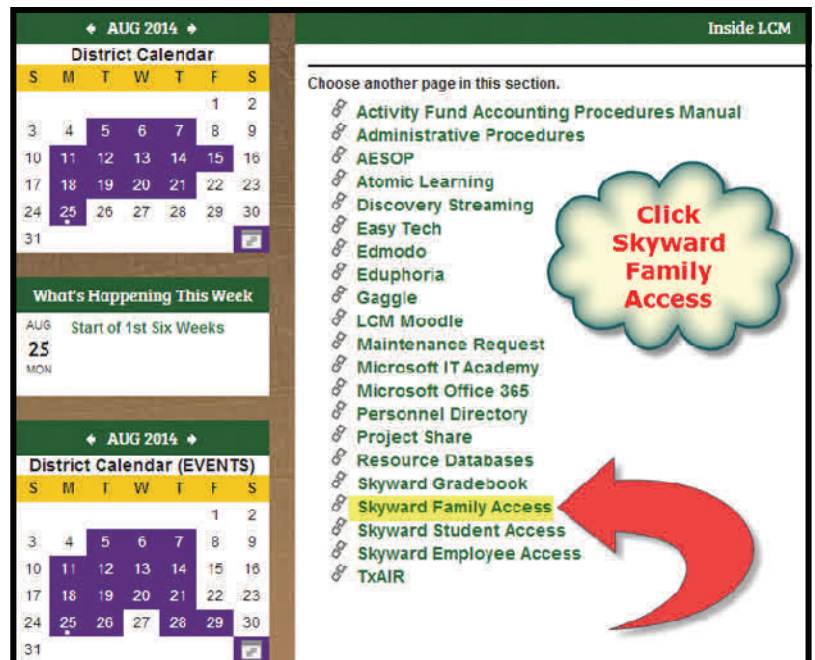 AUG 2014
District Calendar
S M T W T F S
1 2
3 4 5 6 7 8 9
10 11 12 13 14 15 16
17 18 19 20 21 22 23
24 25 26 27 28 29 30
31
What's Happening This Week
AUG
25
MON
Start of 1st Six Weeks
AUG 2014
District Calendar (EVENTS)
S M T W T F S
1 2
3 4 5 6 7 8 9
10 11 12 13 14 15 16
17 18 19 20 21 22 23
24 25 26 27 28 29 30
31
Inside LCM
Choose another page in this section.
Activity Fund Accounting Procedures Manual
Administrative Procedures
AESOP
Atomic Learning
Discovery Streaming
Easy Tech
Edmodo
Eduphoria
Gaggle
LCM Moodle
Maintenance Request
Microsoft IT Academy
Microsoft Office 365
Personnel Directory
Project Share
Resource Databases
Skyward Gradebook
Skyward Family Access
Skyward Student Access
Skyward Employee Access
TxAIR
Click
Skyward
Family
Access